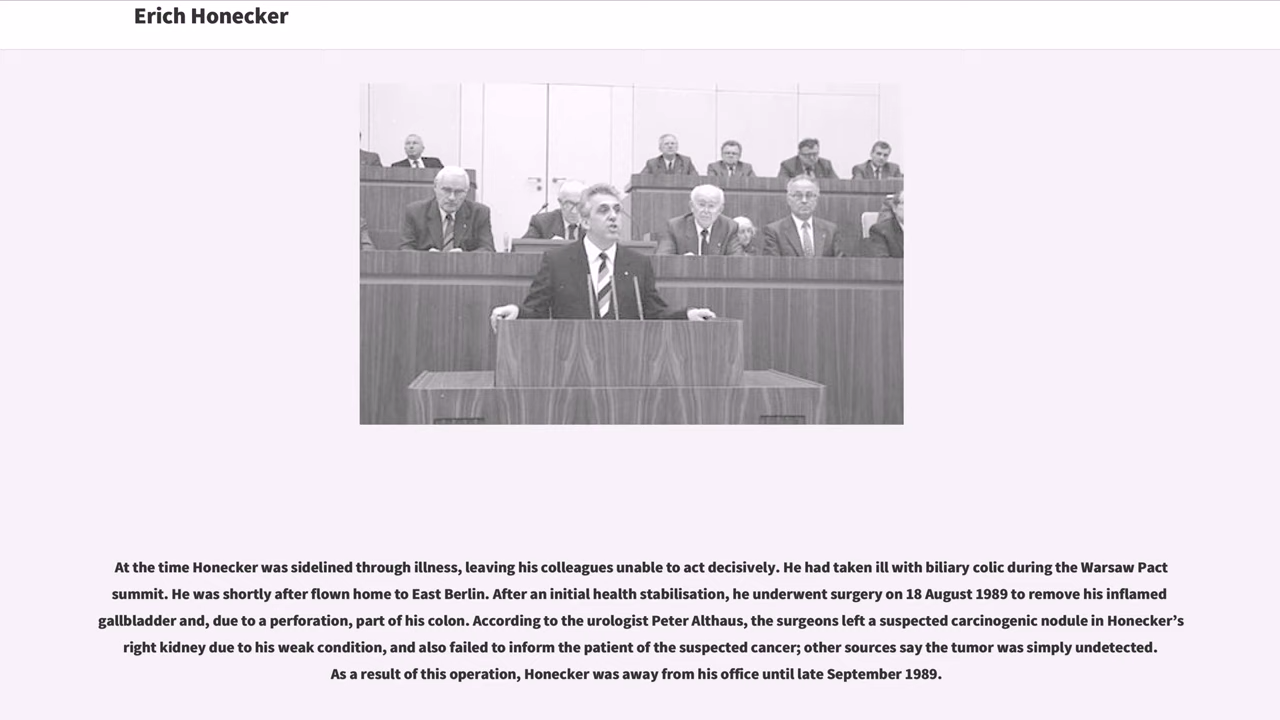 Erich Honecker
At the time Honecker was sidelined through illness, leaving his colleagues unable to act decisively. He had taken ill with biliary colic during the Warsaw Pact
summit. He was shortly after flown home to East Berlin. After an initial health stabilisation, he underwent surgery on 18 August 1989 to remove his inflamed
gallbladder and, due to a perforation, part of his colon. According to the urologist Peter Althaus, the surgeons left a suspected carcinogenic nodule in Honecker’s
right kidney due to his weak condition, and also failed to inform the patient of the suspected cancer; other sources say the tumor was simply undetected.
As a result of this operation, Honecker was away from his office until late September 1989.